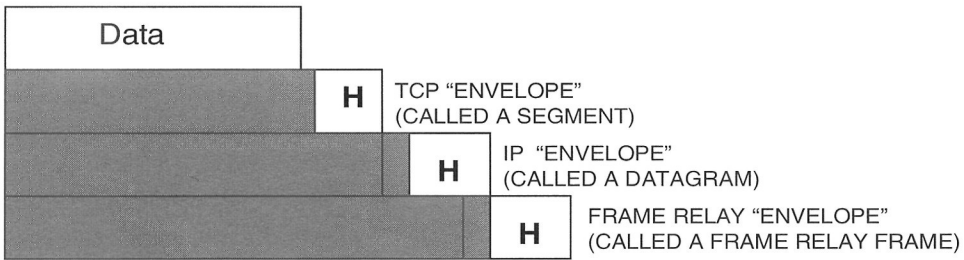 Data
H
TCP “ENVELOPE”
(CALLED A SEGMENT)
H
IP “ENVELOPE”
(CALLED A DATAGRAM)
H
FRAME RELAY “ENVELOPE”
(CALLED A FRAME RELAY FRAME)